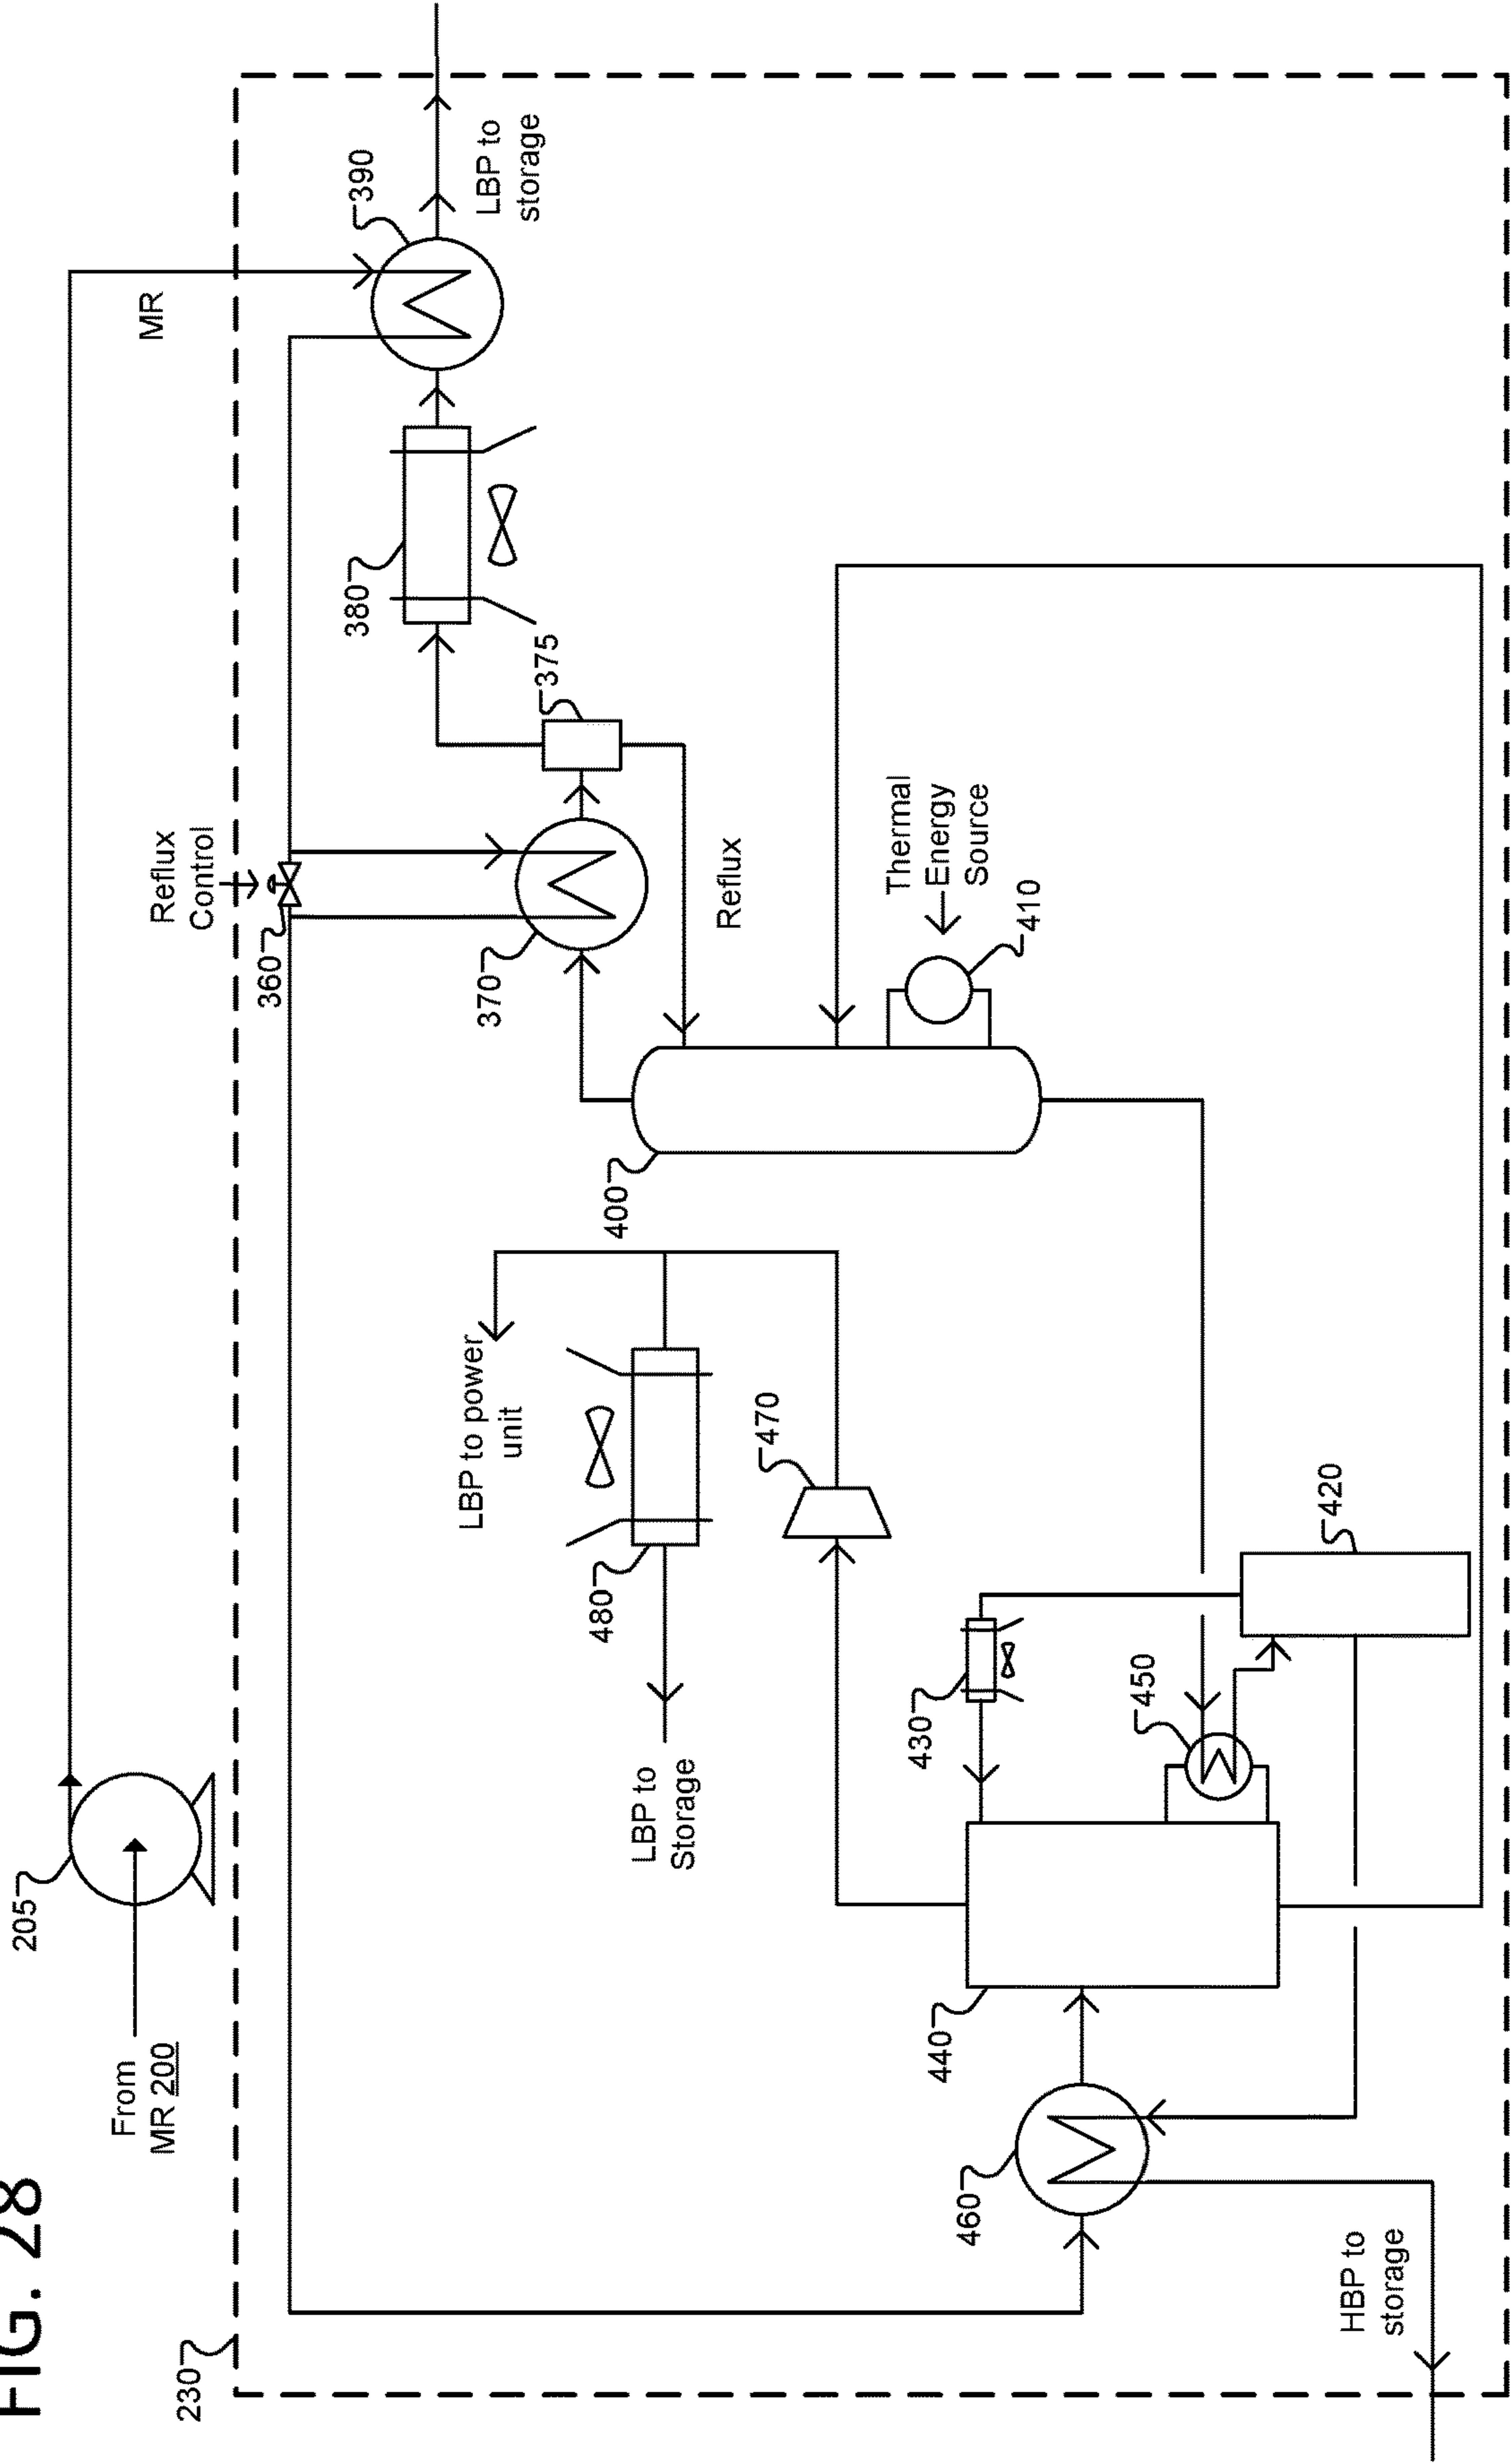 FIG. 28
205
From
MR 200
MR
230
Reflux
Control
360
370
375
380
390
LBP to
storage
Reflux
400
Thermal
Energy
Source
410
LBP to power
unit
480
LBP to
Storage
470
430
450
420
440
460
HBP to
storage